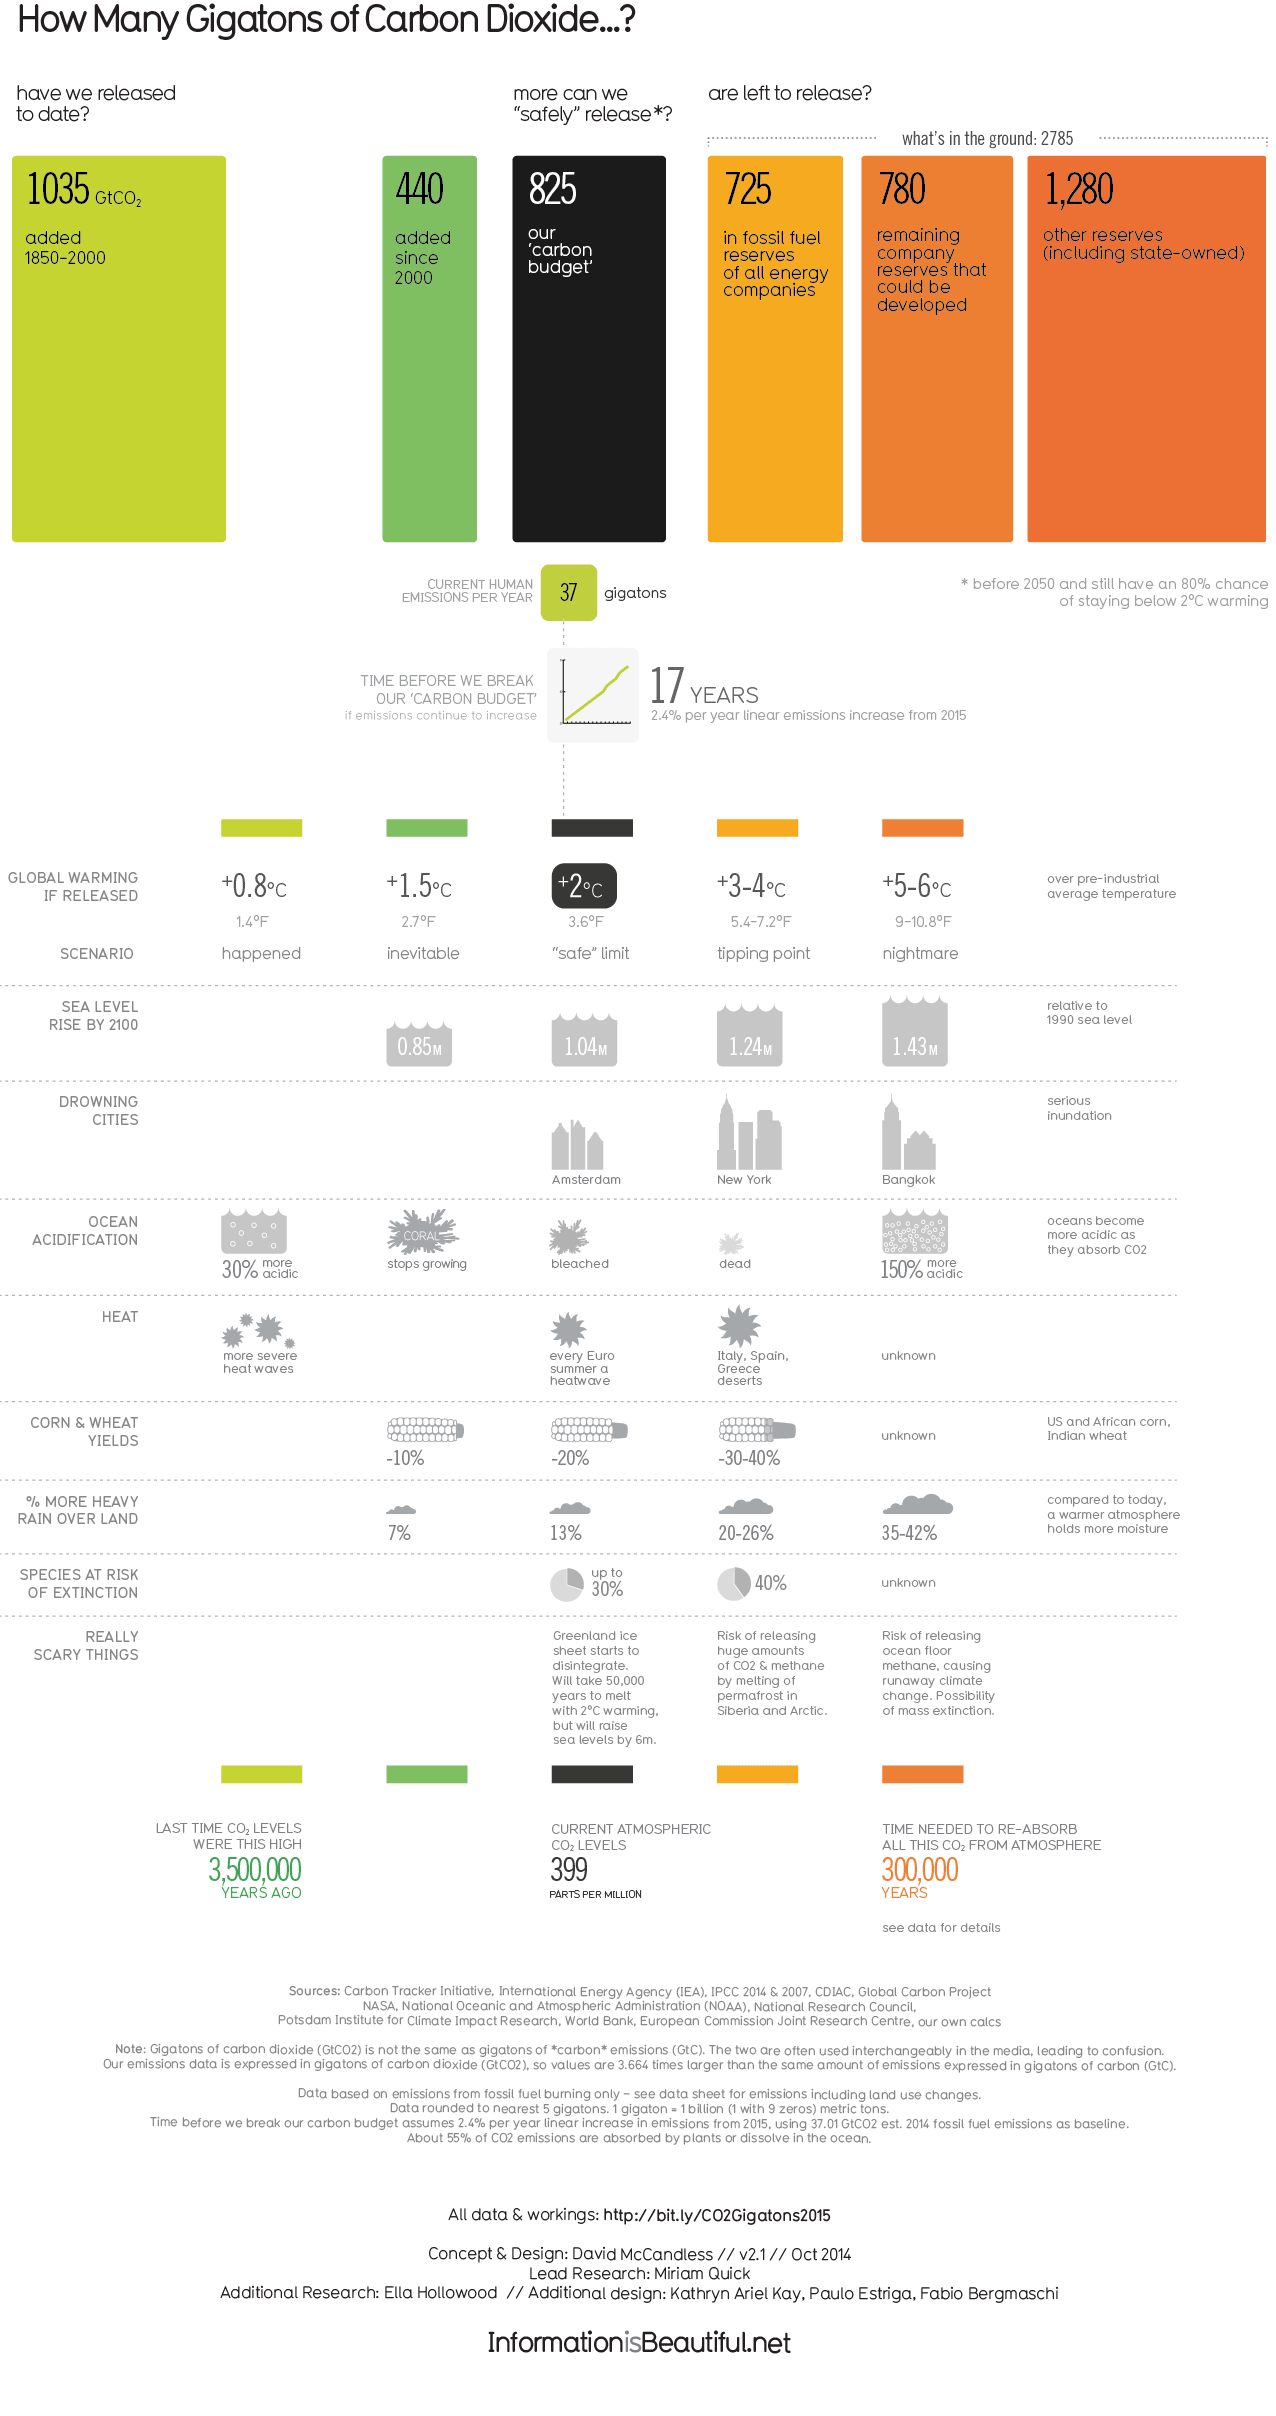 How Many Gigatons of Carbon Dioxide...?
have we released
to date?
more can we
“safely” release*?
are left to release?
what's in the ground: 2785
1035 GtCO₂
added
1850-2000
440
added
since
2000
825
our
‘carbon
budget’
725
in fossil fuel
reserves
of all energy
companies
780
remaining
company
reserves that
could be
developed
1,280
other reserves
(including state-owned)
CURRENT HUMAN
EMISSIONS PER YEAR
37
gigatons
* before 2050 and still have an 80% chance
of staying below 2°C warming
TIME BEFORE WE BREAK
OUR ‘CARBON BUDGET’
if emissions continue to increase
17 YEARS
2.4% per year linear emissions increase from 2015
GLOBAL WARMING
IF RELEASED
+0.8°C
1.4°F
+1.5°C
2.7°F
+2°C
3.6°F
+3-4°C
5.4-7.2°F
+5-6°C
9-10.8°F
over pre-industrial
average temperature
SCENARIO
happened
inevitable
“safe” limit
tipping point
nightmare
SEA LEVEL
RISE BY 2100
0.85M
1.04M
1.24M
1.43M
relative to
1990 sea level
DROWNING
CITIES
Amsterdam
New York
Bangkok
serious
inundation
OCEAN
ACIDIFICATION
30% more
acidic
CORAL
stops growing
bleached
dead
150% more
acidic
oceans become
more acidic as
they absorb CO2
HEAT
more severe
heat waves
every Euro
summer a
heatwave
Italy, Spain,
Greece
deserts
unknown
CORN & WHEAT
YIELDS
-10%
-20%
-30-40%
unknown
US and African corn,
Indian wheat
% MORE HEAVY
RAIN OVER LAND
7%
13%
20-26%
35-42%
compared to today,
a warmer atmosphere
holds more moisture
SPECIES AT RISK
OF EXTINCTION
up to
30%
40%
unknown
REALLY
SCARY THINGS
Greenland ice
sheet starts to
disintegrate.
Will take 50,000
years to melt
with 2°C warming,
but will raise
sea levels by 6m.
Risk of releasing
huge amounts
of CO2 & methane
by melting of
permafrost in
Siberia and Arctic.
Risk of releasing
ocean floor
methane, causing
runaway climate
change. Possibility
of mass extinction.
LAST TIME CO₂ LEVELS
WERE THIS HIGH
3,500,000
YEARS AGO
CURRENT ATMOSPHERIC
CO₂ LEVELS
399
PARTS PER MILLION
TIME NEEDED TO RE-ABSORB
ALL THIS CO₂ FROM ATMOSPHERE
300,000
YEARS
see data for details
Sources: Carbon Tracker Initiative, International Energy Agency (IEA), IPCC 2014 & 2007, CDIAC, Global Carbon Project
NASA, National Oceanic and Atmospheric Administration (NOAA), National Research Council,
Potsdam Institute for Climate Impact Research, World Bank, European Commission Joint Research Centre, our own calcs
Note: Gigatons of carbon dioxide (GtCO2) is not the same as gigatons of *carbon* emissions (GtC). The two are often used interchangeably in the media, leading to confusion.
Our emissions data is expressed in gigatons of carbon dioxide (GtCO2), so values are 3.664 times larger than the same amount of emissions expressed in gigatons of carbon (GtC).
Data based on emissions from fossil fuel burning only – see data sheet for emissions including land use changes.
Data rounded to nearest 5 gigatons. 1 gigaton = 1 billion (1 with 9 zeros) metric tons.
Time before we break our carbon budget assumes 2.4% per year linear increase in emissions from 2015, using 37.01 GtCO2 est. 2014 fossil fuel emissions as baseline.
About 55% of CO2 emissions are absorbed by plants or dissolve in the ocean.
All data & workings: http://bit.ly/CO2Gigatons2015
Concept & Design: David McCandless // v2.1 // Oct 2014
Lead Research: Miriam Quick
Additional Research: Ella Hollowood // Additional design: Kathryn Ariel Kay, Paulo Estriga, Fabio Bergmaschi
InformationisBeautiful.net